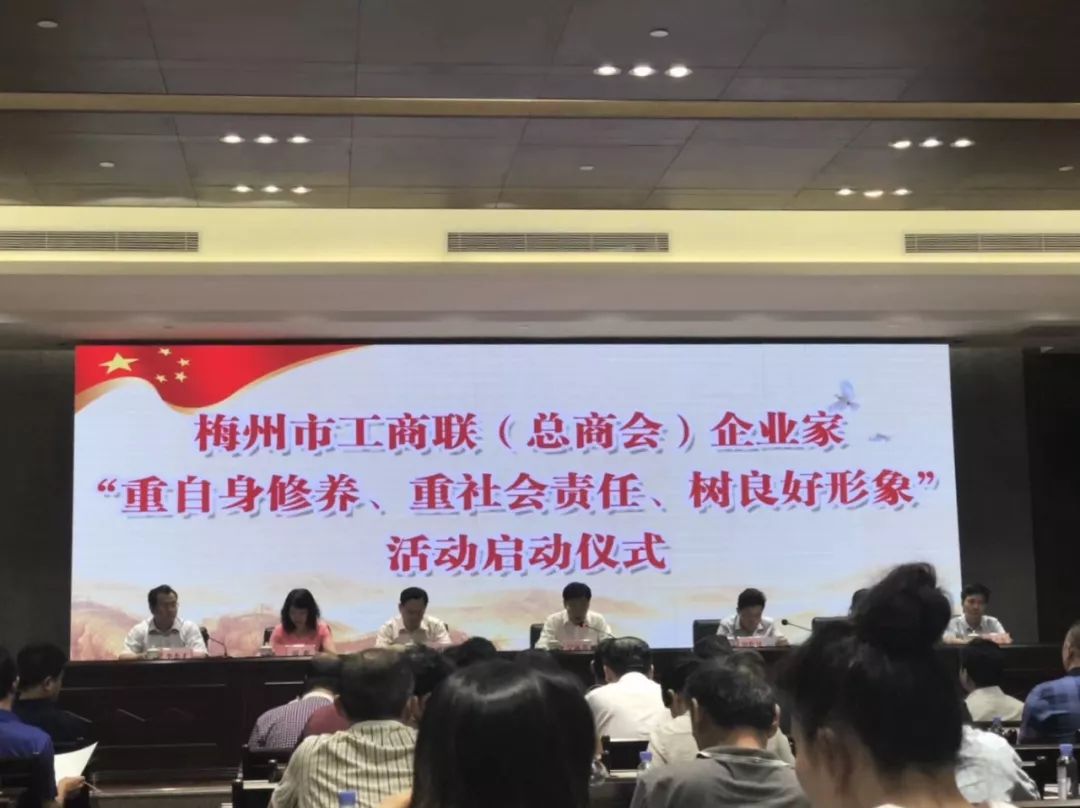 梅州市工商联（总商会）企业家
“重自身修养、重社会责任、树良好形象”
活动启动仪式